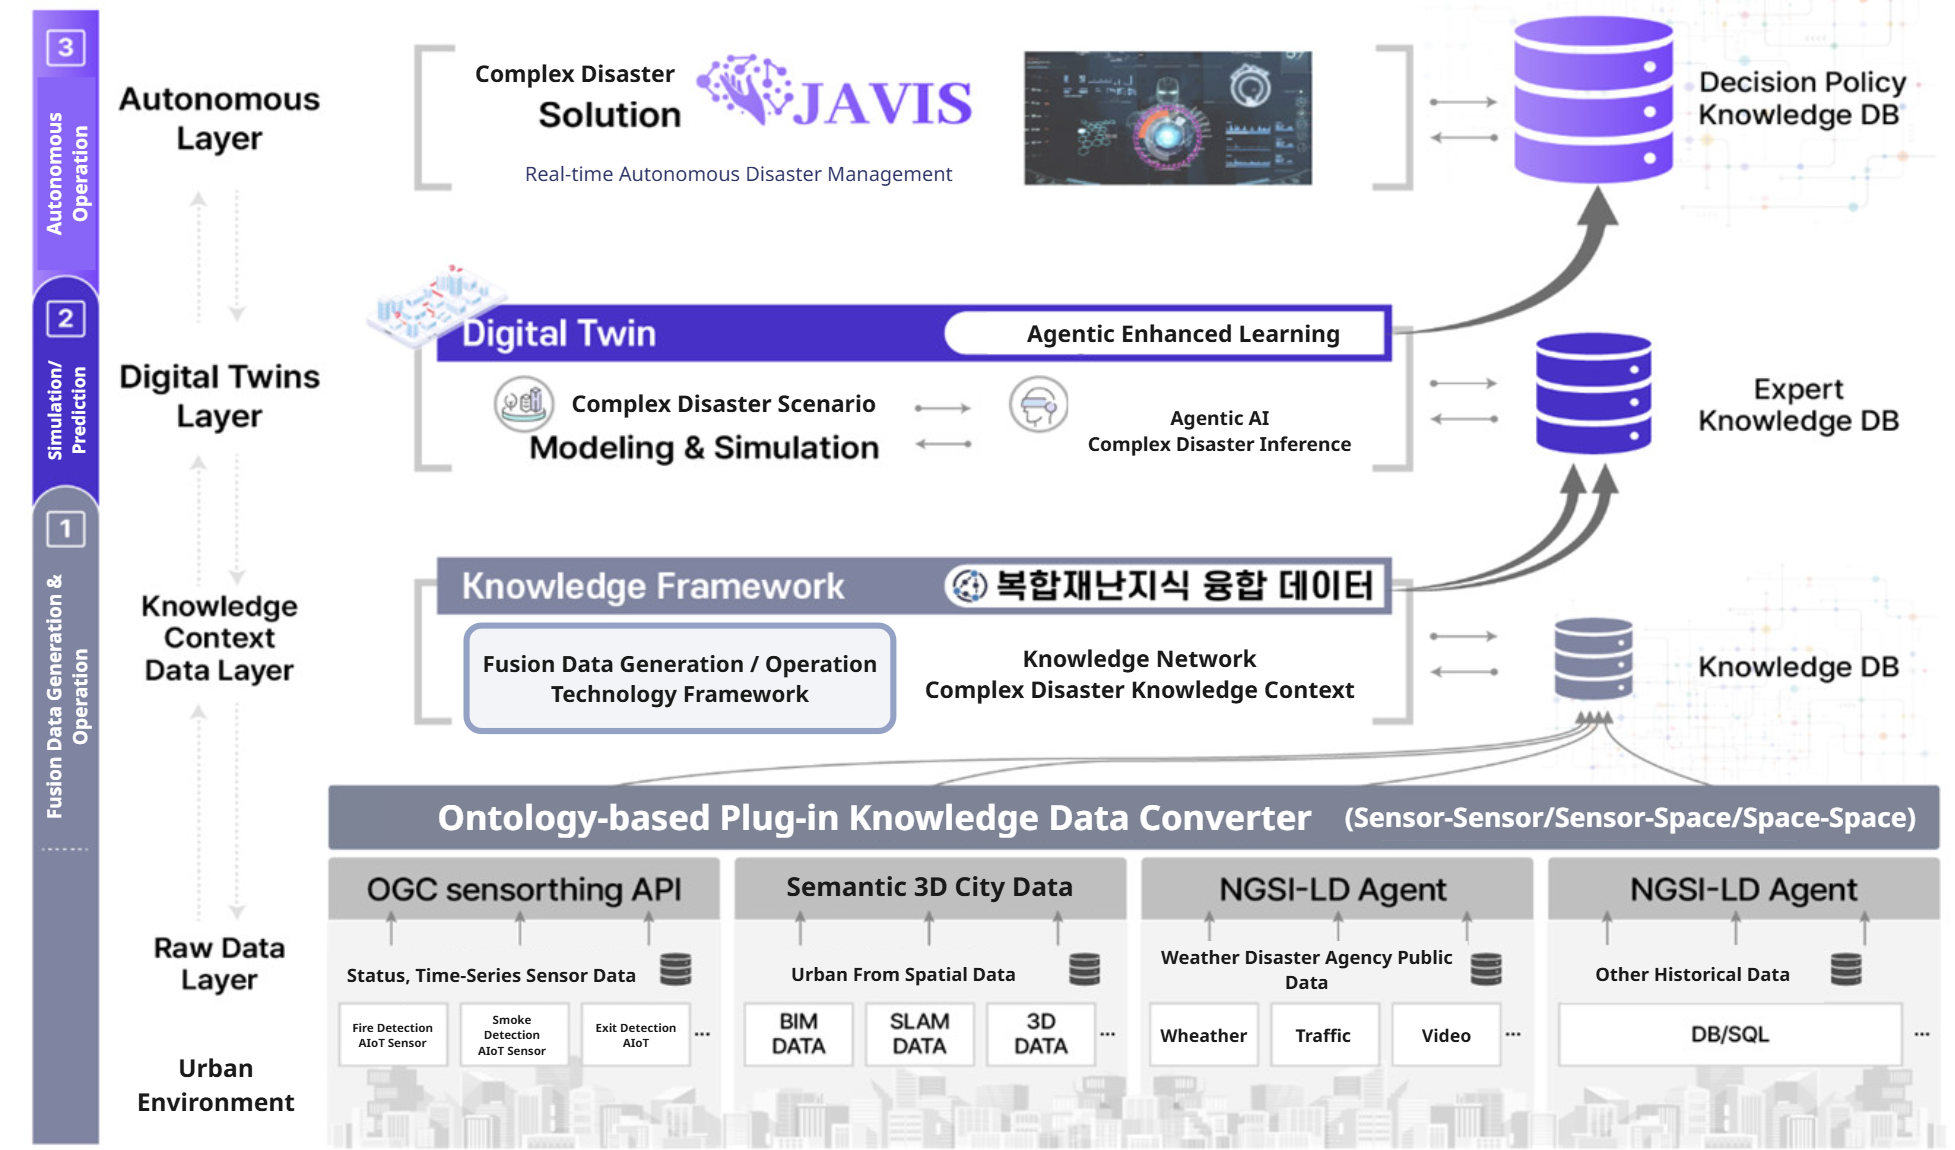 3
Autonomous
Operation
Autonomous
Layer
Complex Disaster
Solution
JAVIS
Real-time Autonomous Disaster Management
Decision Policy
Knowledge DB
2
Simulation/
Prediction
Digital Twins
Layer
Digital Twin
Agentic Enhanced Learning
Complex Disaster Scenario
Modeling & Simulation
Agentic AI
Complex Disaster Inference
Expert
Knowledge DB
1
Fusion Data Generation &
Operation
Knowledge
Context
Data Layer
Knowledge Framework
복합재난지식 융합 데이터
Fusion Data Generation / Operation
Technology Framework
Knowledge Network
Complex Disaster Knowledge Context
Knowledge DB
Ontology-based Plug-in Knowledge Data Converter (Sensor-Sensor/Sensor-Space/Space-Space)
Raw Data
Layer
OGC sensorthing API
Status, Time-Series Sensor Data
Fire Detection
AIoT Sensor
Smoke
Detection
AIoT Sensor
Exit Detection
AIoT
...
Semantic 3D City Data
Urban From Spatial Data
BIM
DATA
SLAM
DATA
3D
DATA
...
NGSI-LD Agent
Weather Disaster Agency Public
Data
Wheather
Traffic
Video
...
NGSI-LD Agent
Other Historical Data
DB/SQL
...
Urban
Environment